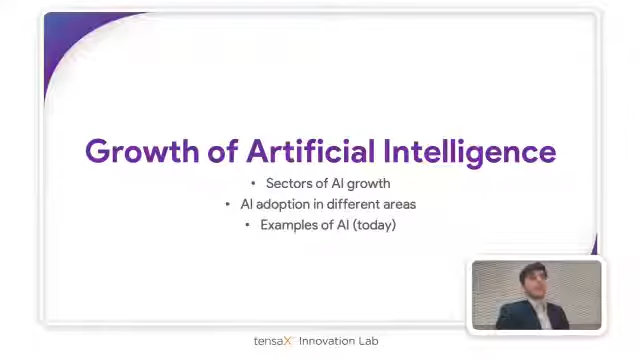 Growth of Artificial Intelligence
• Sectors of AI growth
• AI adoption in different areas
• Examples of AI (today)
tensaX Innovation Lab